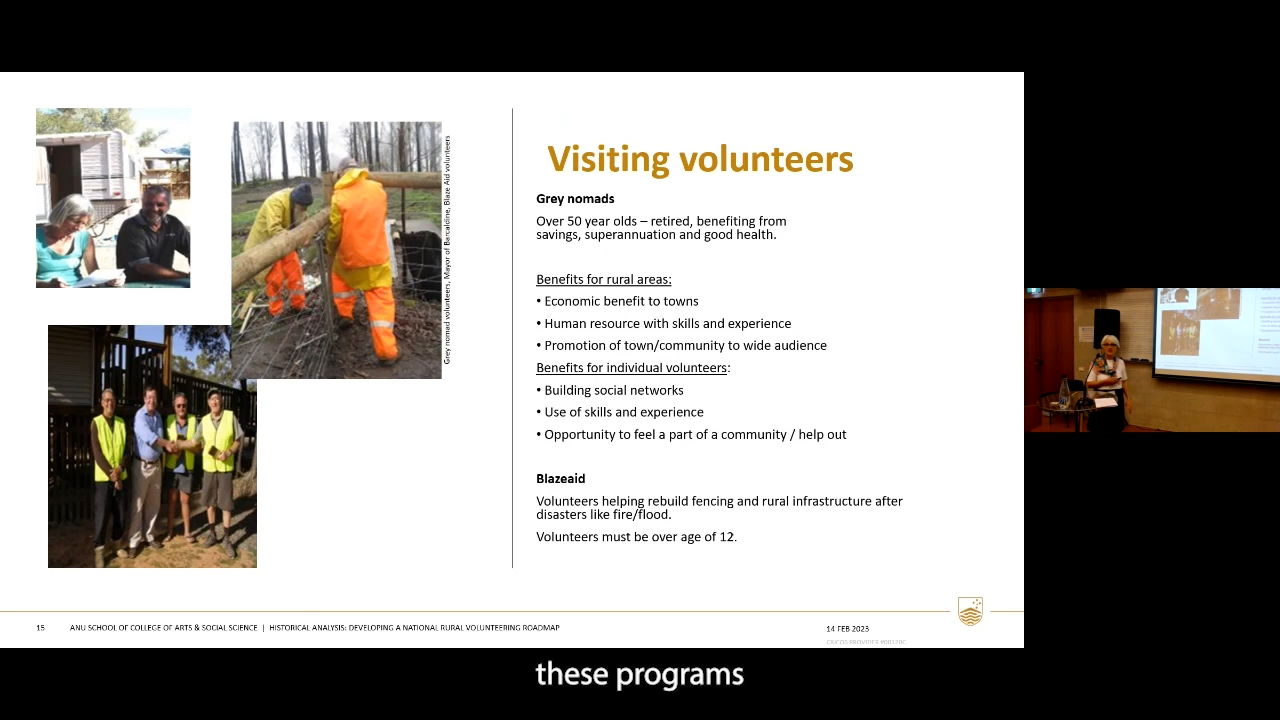 Grey nomad volunteers, Mayor of Barcaldine, Blaze Aid volunteers
Visiting volunteers
Grey nomads
Over 50 year olds – retired, benefiting from
savings, superannuation and good health.
Benefits for rural areas:
• Economic benefit to towns
• Human resource with skills and experience
• Promotion of town/community to wide audience
Benefits for individual volunteers:
• Building social networks
• Use of skills and experience
• Opportunity to feel a part of a community / help out
Blazeaid
Volunteers helping rebuild fencing and rural infrastructure after
disasters like fire/flood.
Volunteers must be over age of 12.
15 ANU SCHOOL OF COLLEGE OF ARTS & SOCIAL SCIENCE | HISTORICAL ANALYSIS: DEVELOPING A NATIONAL RURAL VOLUNTEERING ROADMAP
14 FEB 2023
CRICOS PROVIDER #00120C
these programs